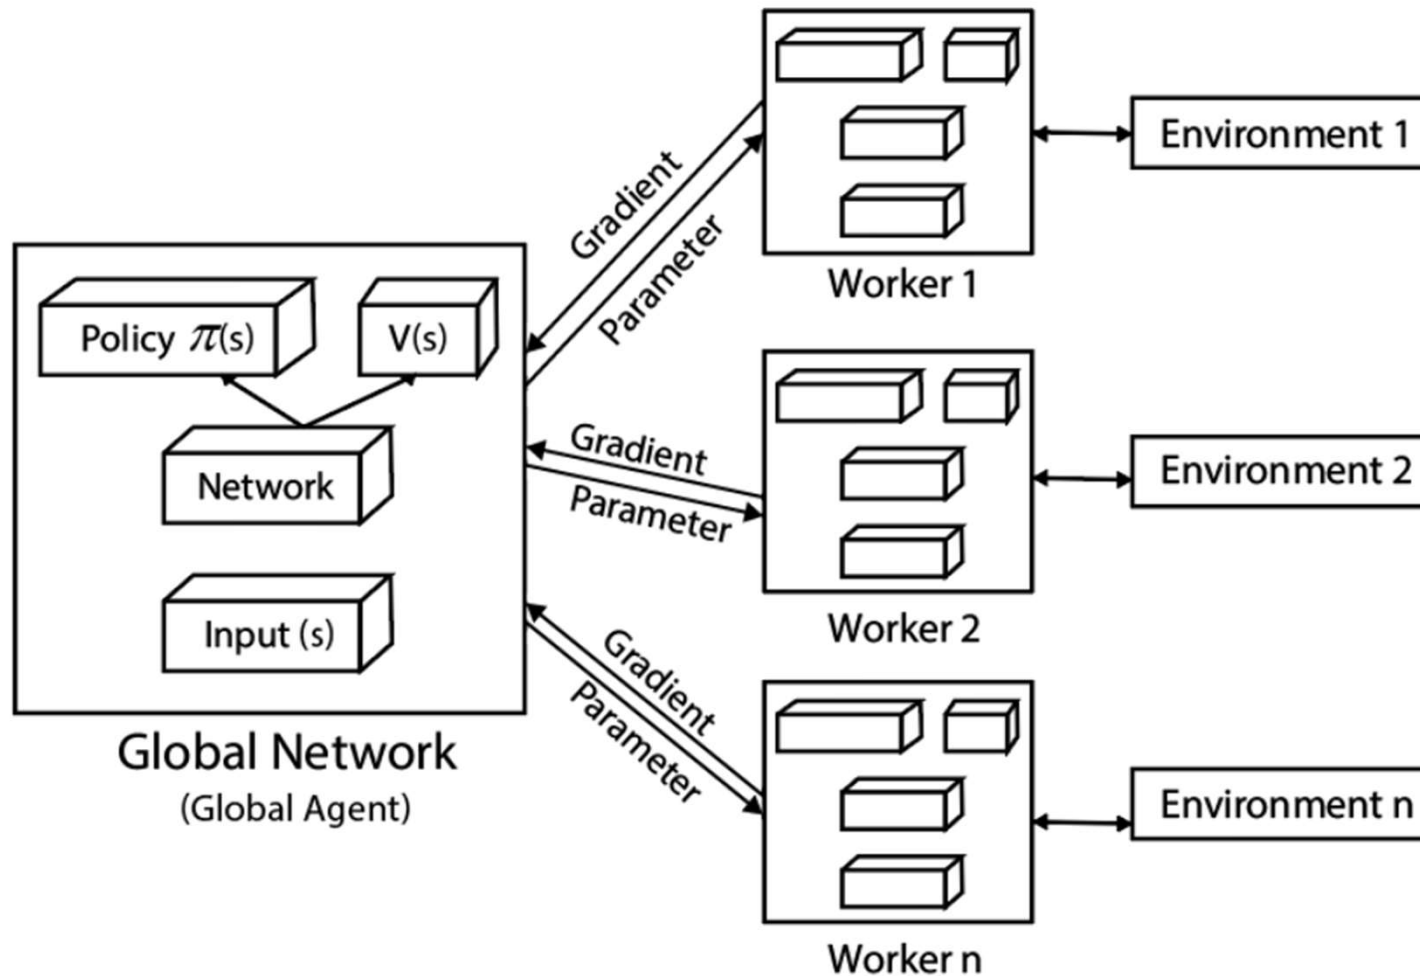 Policy π(s)
V(s)
Network
Input (s)
Global Network
(Global Agent)
Gradient
Parameter
Gradient
Parameter
Gradient
Parameter
Worker 1
Worker 2
Worker n
Environment 1
Environment 2
Environment n